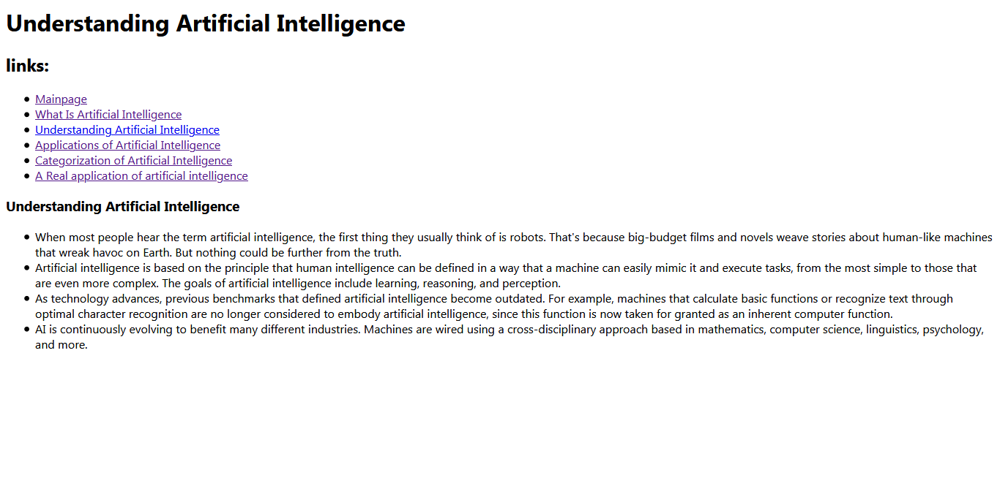 Understanding Artificial Intelligence
links:
Mainpage
What Is Artificial Intelligence
Understanding Artificial Intelligence
Applications of Artificial Intelligence
Categorization of Artificial Intelligence
A Real application of artificial intelligence
Understanding Artificial Intelligence
When most people hear the term artificial intelligence, the first thing they usually think of is robots. That's because big-budget films and novels weave stories about human-like machines
that wreak havoc on Earth. But nothing could be further from the truth.
Artificial intelligence is based on the principle that human intelligence can be defined in a way that a machine can easily mimic it and execute tasks, from the most simple to those that
are even more complex. The goals of artificial intelligence include learning, reasoning, and perception.
As technology advances, previous benchmarks that defined artificial intelligence become outdated. For example, machines that calculate basic functions or recognize text through
optimal character recognition are no longer considered to embody artificial intelligence, since this function is now taken for granted as an inherent computer function.
AI is continuously evolving to benefit many different industries. Machines are wired using a cross-disciplinary approach based in mathematics, computer science, linguistics, psychology,
and more.